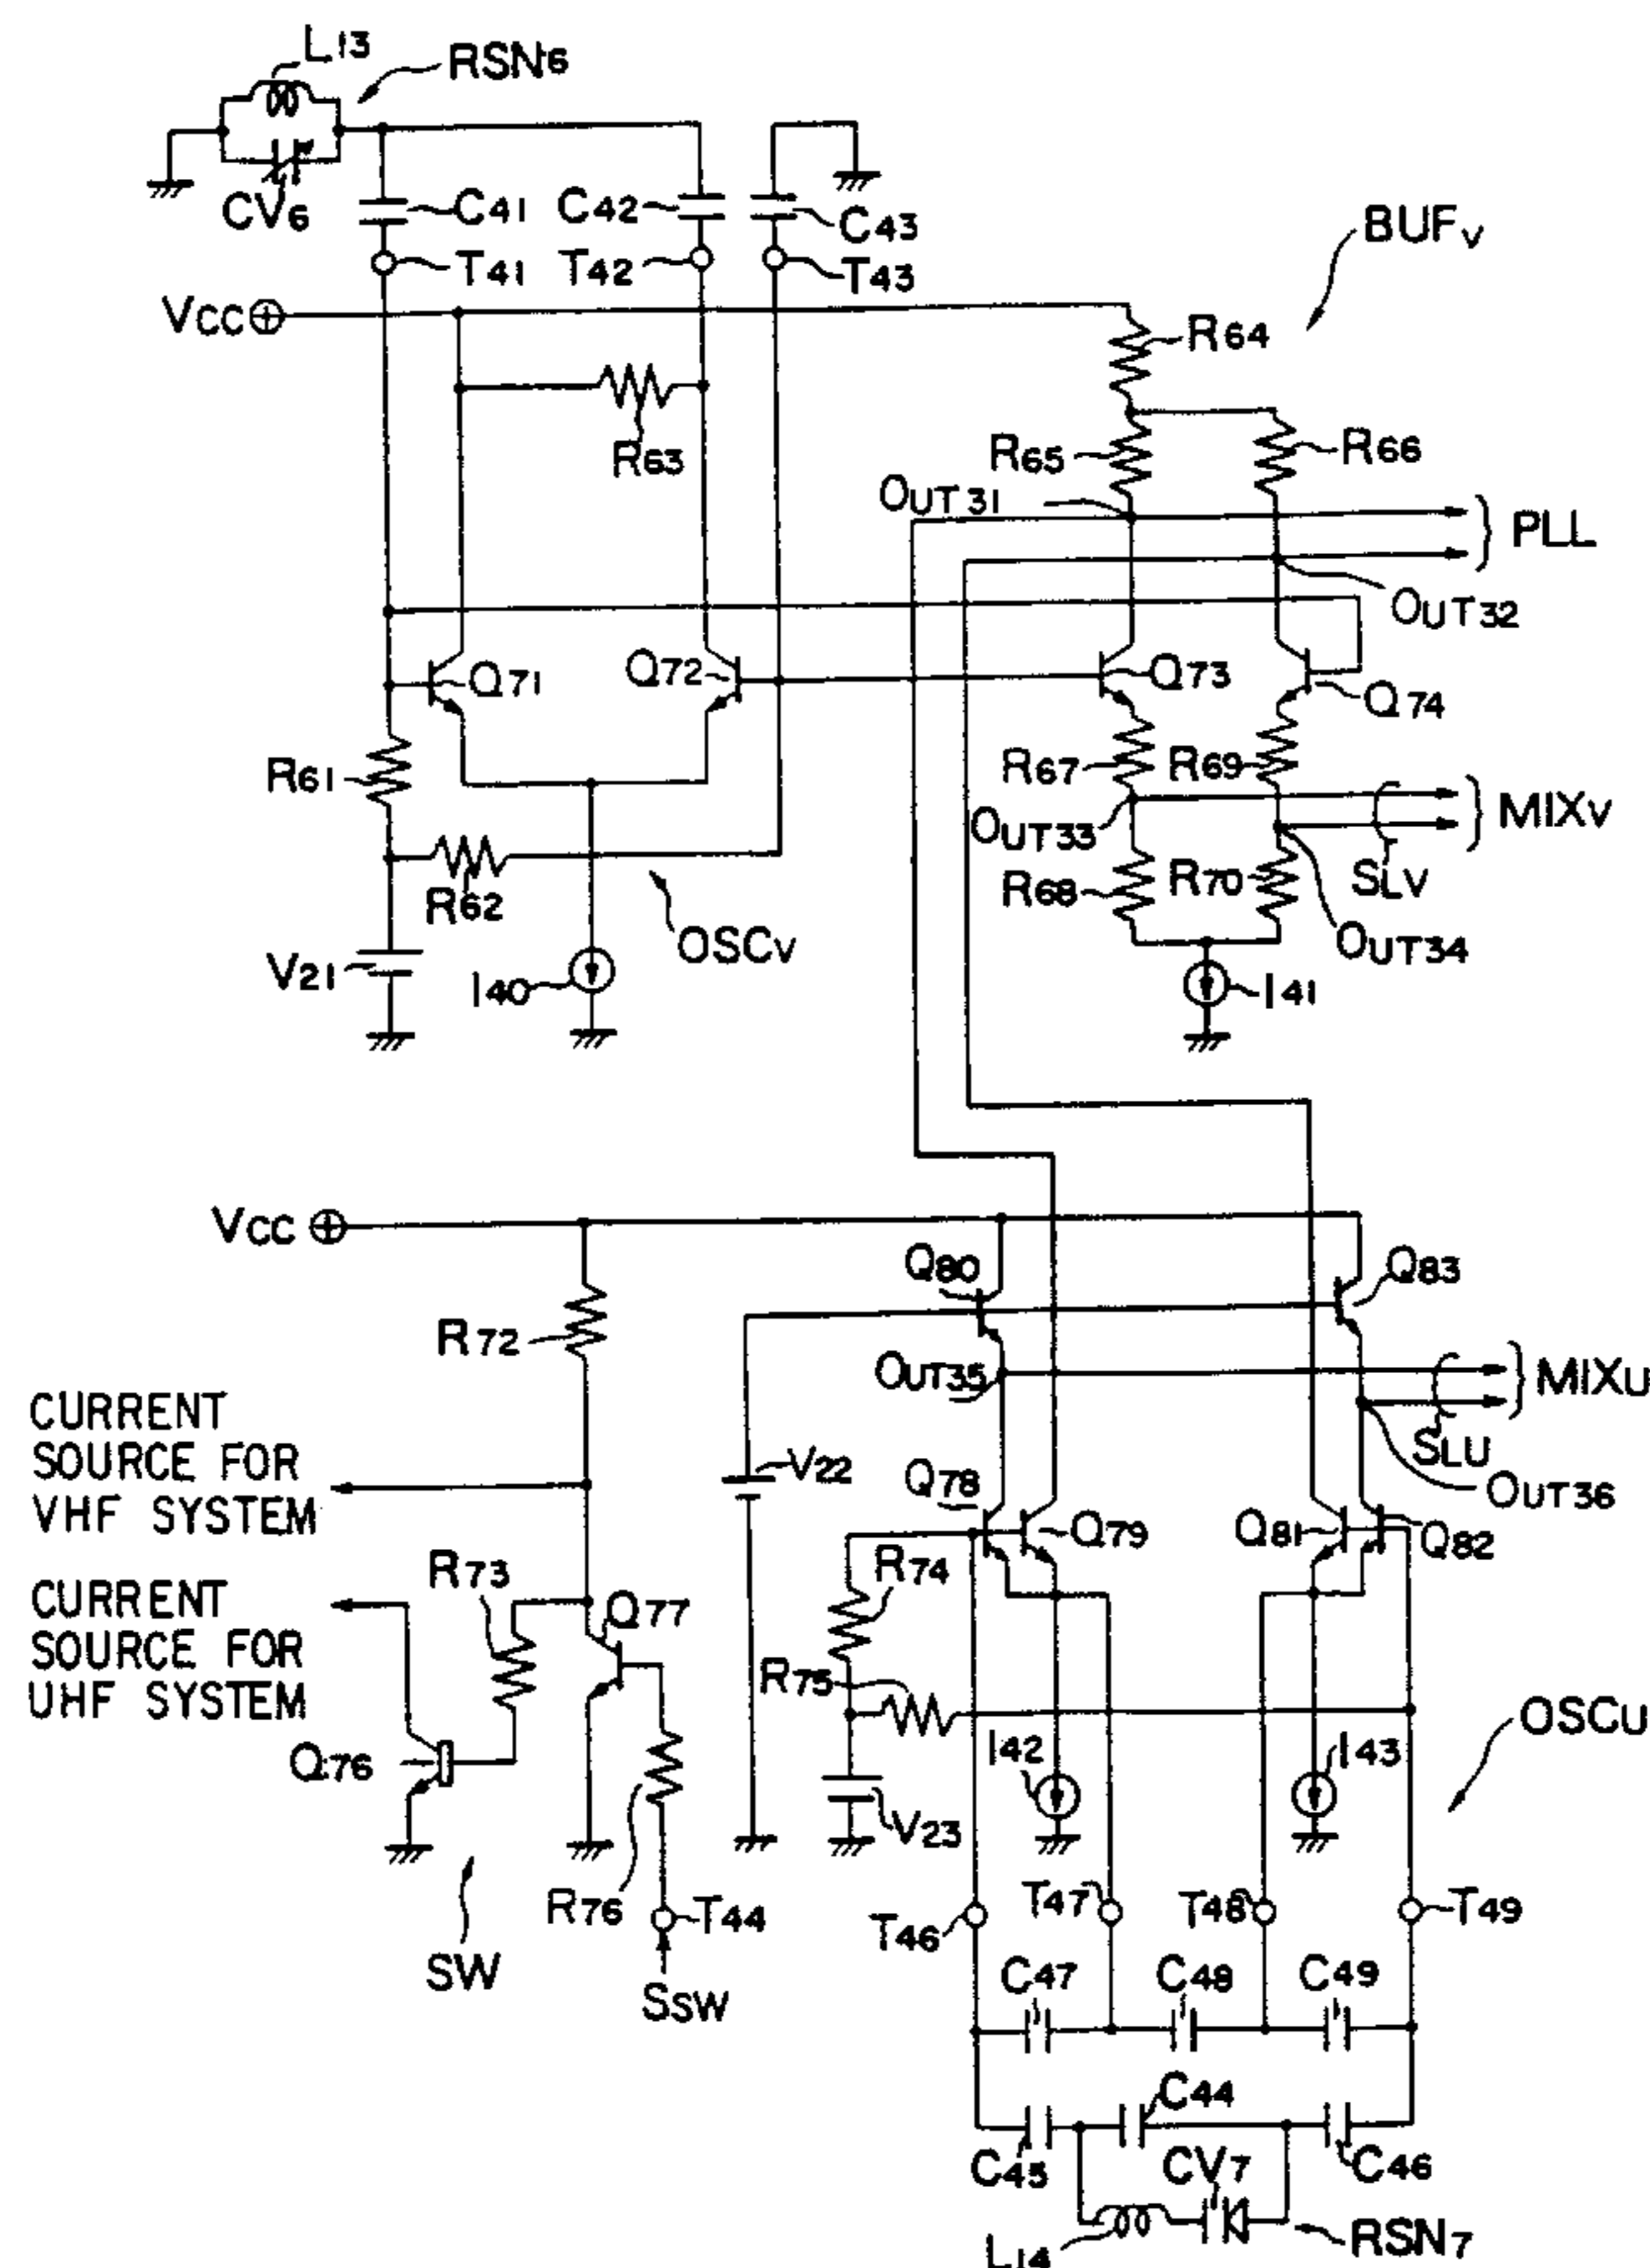 L13
RSN6
CV6
C41
C42
C43
T41
T42
T43
BUFV
VCC
R64
R63
R65
R66
OUT31
PLL
OUT32
Q71
Q72
Q73
Q74
R61
R67
R69
OUT33
MIXV
R62
R68
R70
SLV
OUT34
V21
I40
OSCV
I41
VCC
Q80
Q83
R72
OUT35
MIXU
CURRENT
SOURCE FOR
VHF SYSTEM
V22
Q78
SLU
OUT36
Q79
Q81
Q82
R73
R74
CURRENT
SOURCE FOR
UHF SYSTEM
Q77
R75
OSCU
Q76
I42
I43
V23
R76
T44
T46
T47
T48
T49
SW
SSW
C47
C48
C49
C44
C45
CV7
C46
L14
RSN7